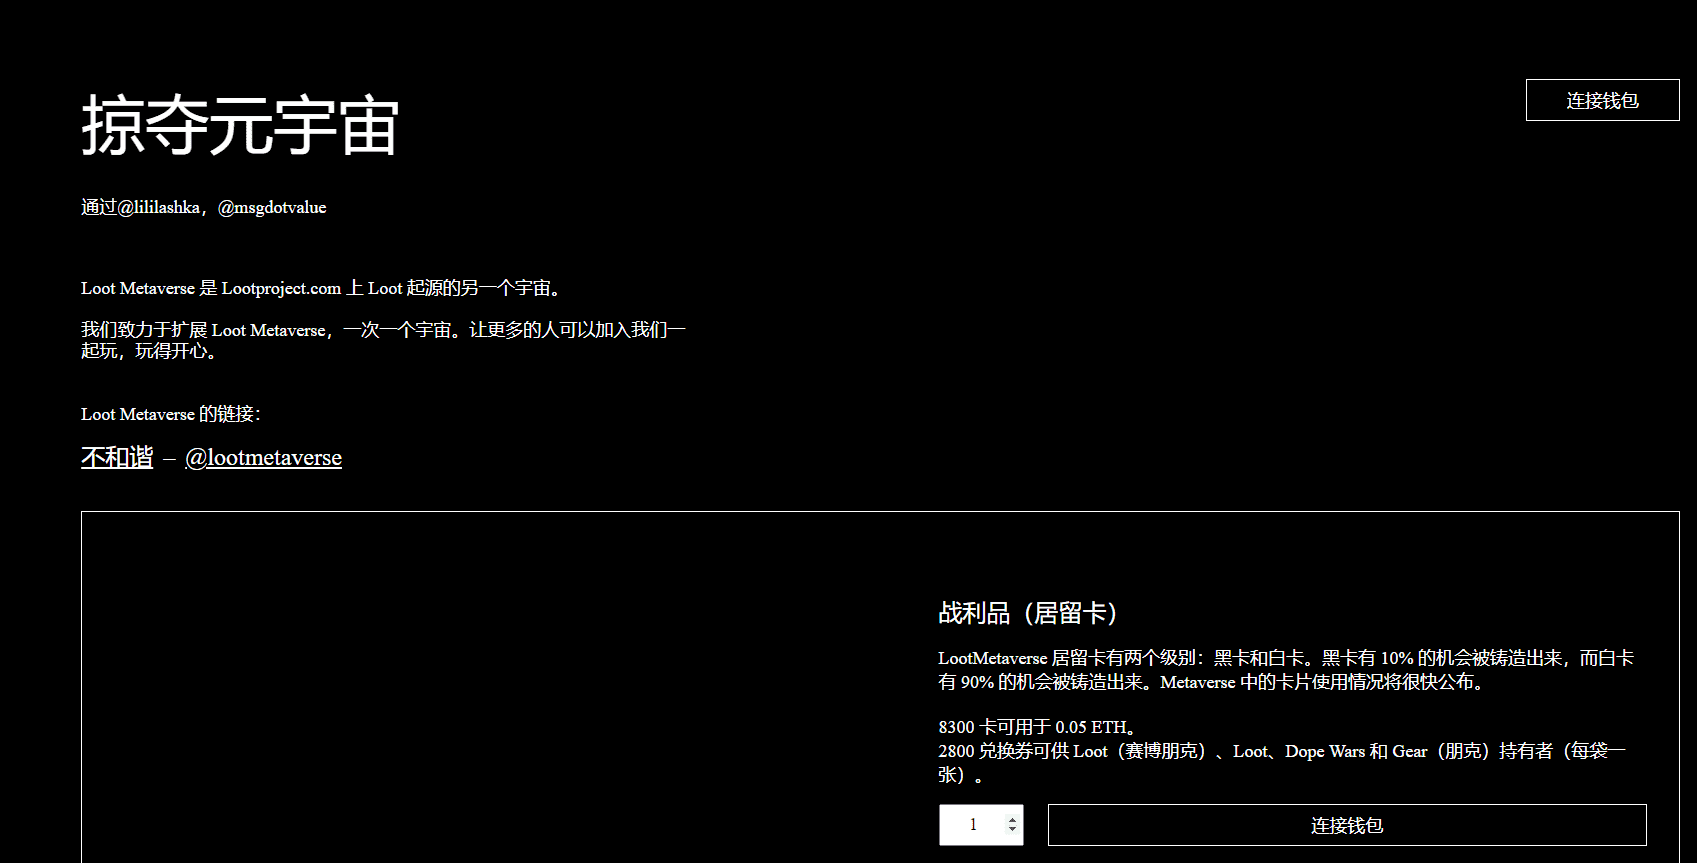 掠夺元宇宙
连接钱包
通过@lililashka，@msgdotvalue
Loot Metaverse 是 Lootproject.com 上 Loot 起源的另一个宇宙。
我们致力于扩展 Loot Metaverse，一次一个宇宙。让更多的人可以加入我们一
起玩，玩得开心。
Loot Metaverse 的链接：
不和谐 – @lootmetaverse
战利品（居留卡）
LootMetaverse 居留卡有两个级别：黑卡和白卡。黑卡有 10% 的机会被铸造出来，而白卡
有 90% 的机会被铸造出来。Metaverse 中的卡片使用情况将很快公布。
8300 卡可用于 0.05 ETH。
2800 兑换券可供 Loot（赛博朋克）、Loot、Dope Wars 和 Gear（朋克）持有者（每袋一
张）。
1
连接钱包